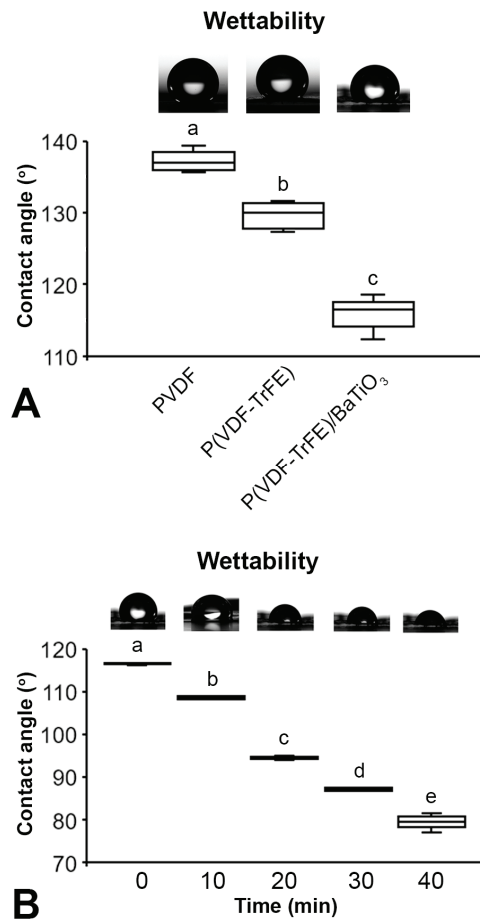 Wettability
a
140
b
130
c
120
110
Contact angle (°)
PVDF
P(VDF-TrFE)
P(VDF-TrFE)/BaTiO3
A
Wettability
a
120
b
110
c
100
d
90
e
80
70
Contact angle (°)
0 10 20 30 40
Time (min)
B